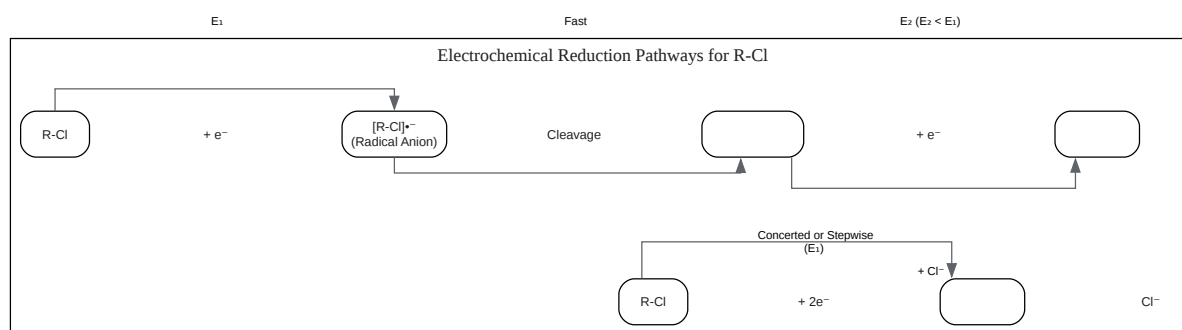 E₁
Fast
E₂ (E₂ < E₁)
Electrochemical Reduction Pathways for R-Cl
R-Cl
+ e⁻
[R-Cl]•⁻
(Radical Anion)
Cleavage
+ e⁻
Concerted or Stepwise
(E₁)
+ Cl⁻
R-Cl
+ 2e⁻
Cl⁻